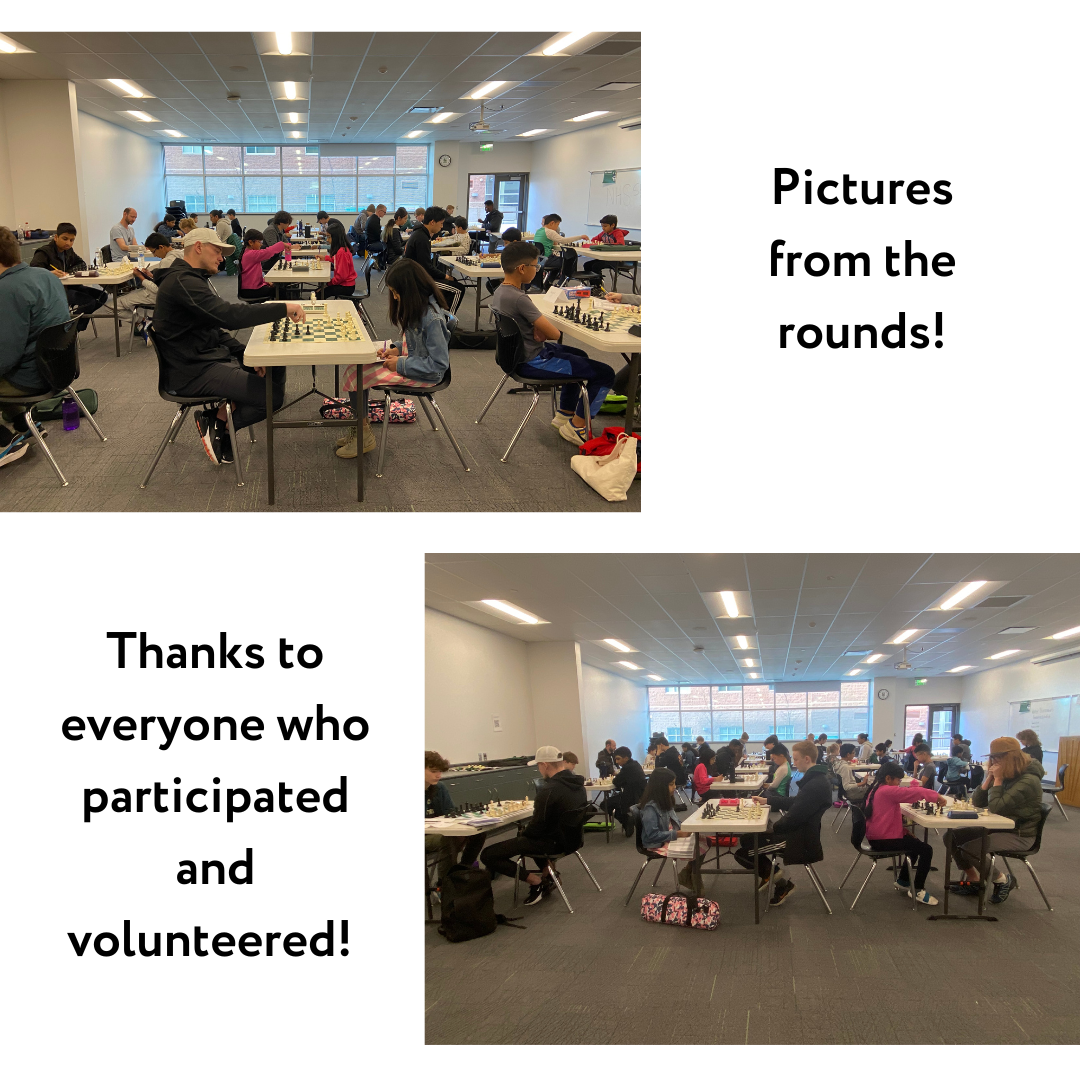 Pictures
from the
rounds!
Thanks to
everyone who
participated
and
volunteered!